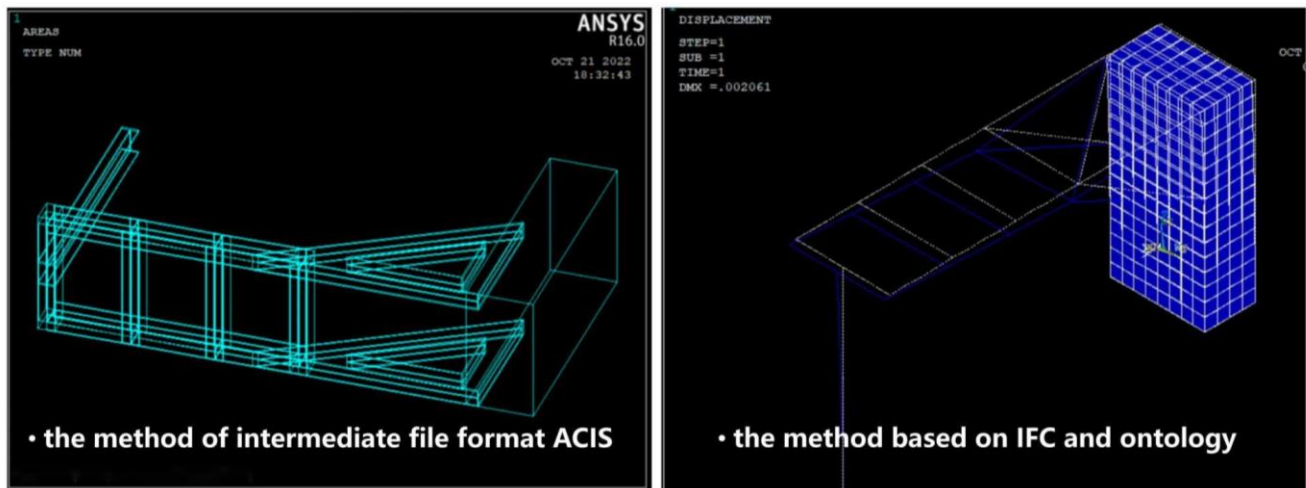 1
AREAS
TYPE NUM
ANSYS
R16.0
OCT 21 2022
18:32:43
• the method of intermediate file format ACIS
DISPLACEMENT
STEP=1
SUB =1
TIME=1
DMX =.002061
OCT
• the method based on IFC and ontology